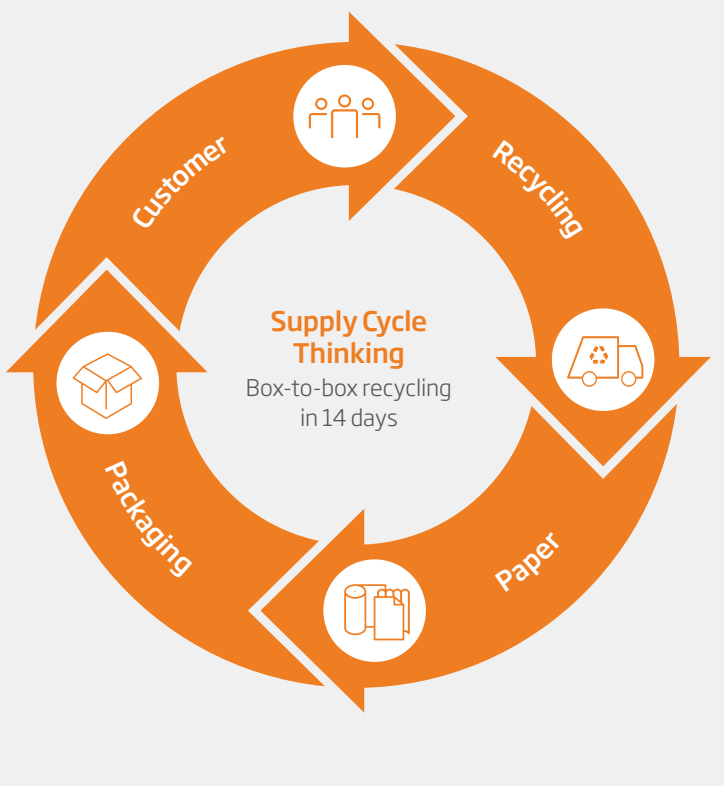 Customer
Recycling
Supply Cycle
Thinking
Box-to-box recycling
in 14 days
Packaging
Paper